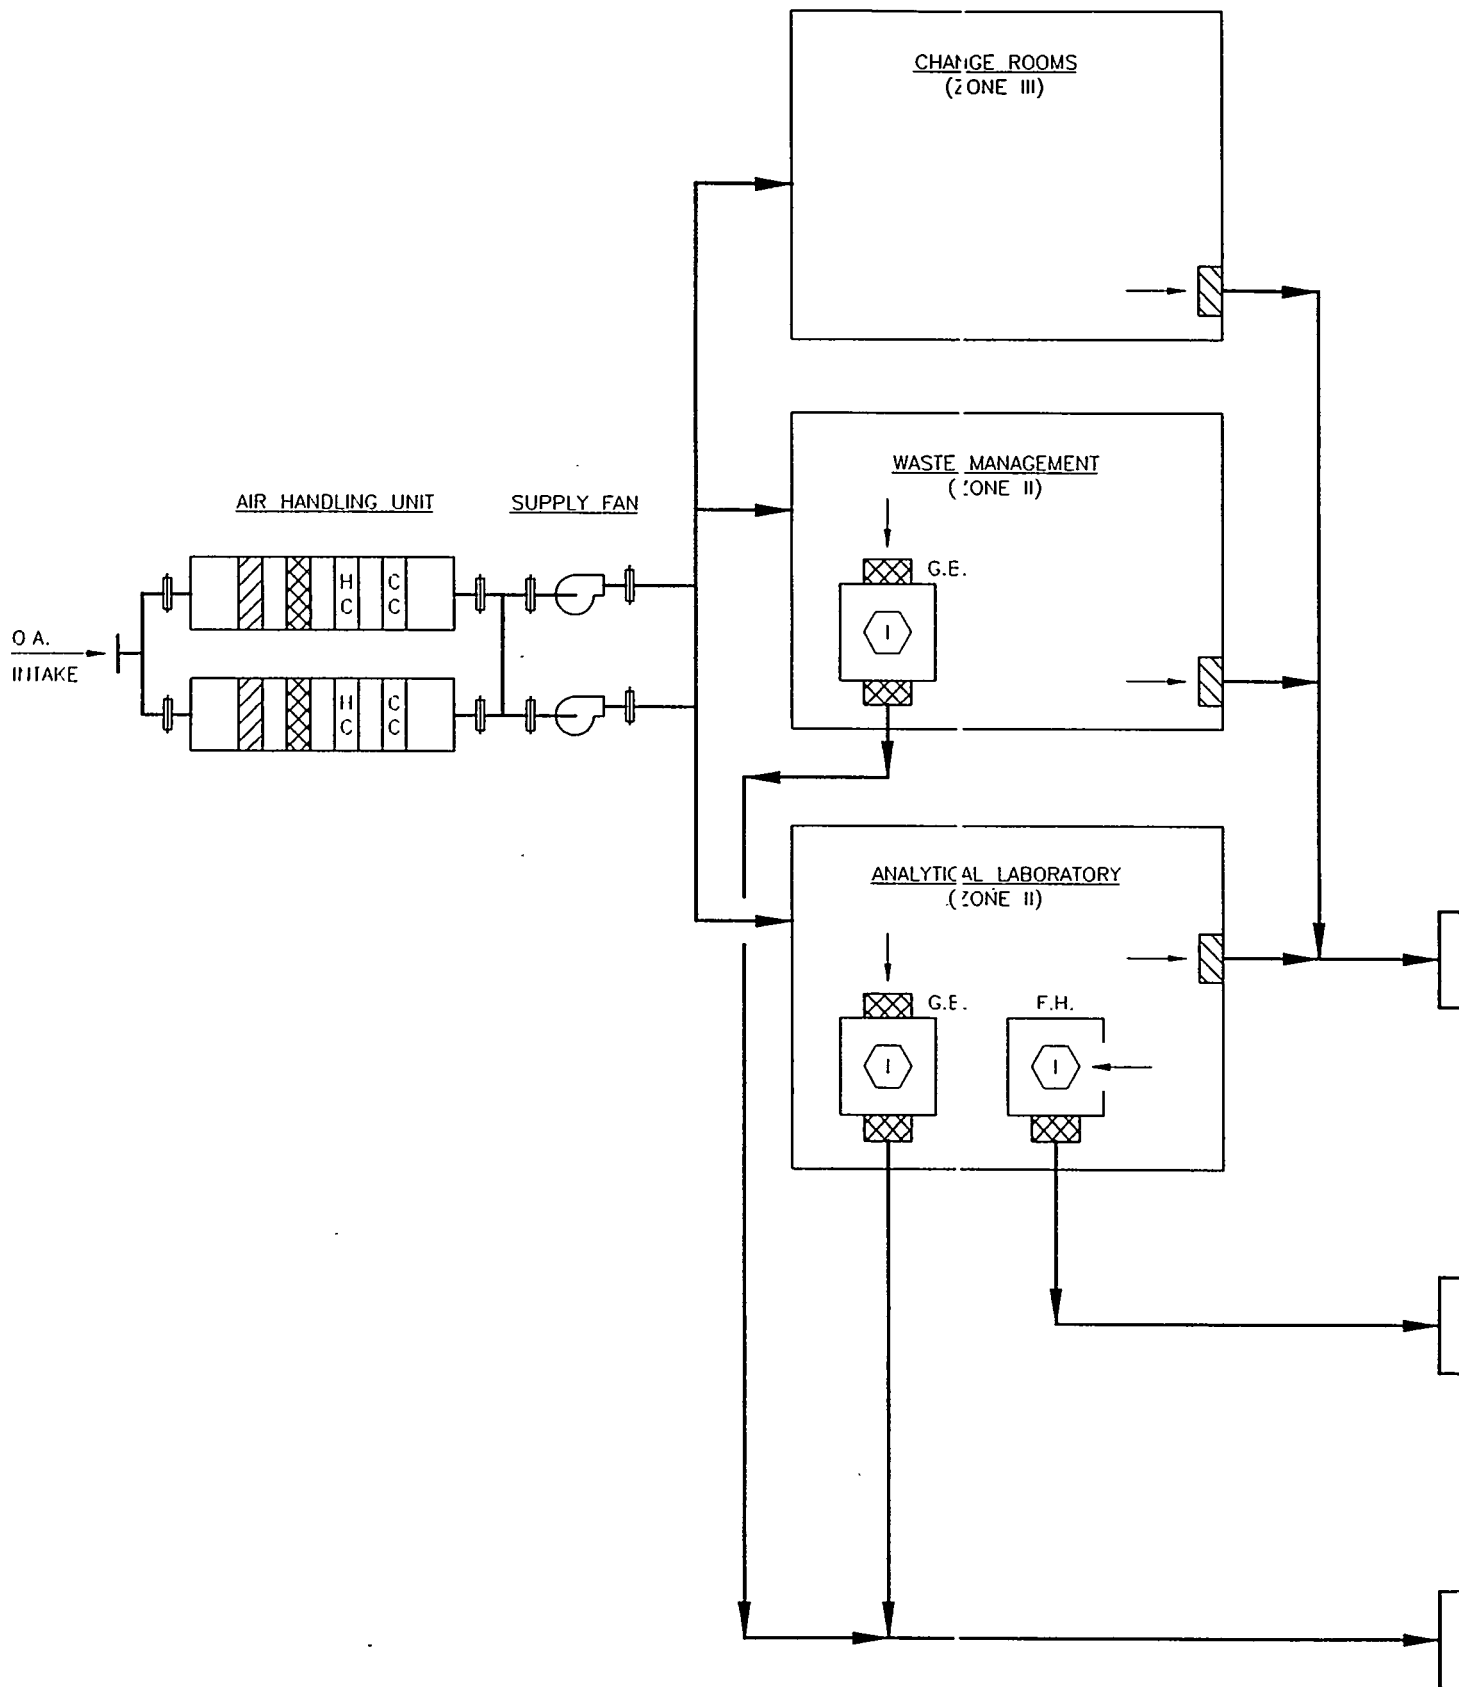 CHANGE ROOMS
(ZONE III)
WASTE MANAGEMENT
(ZONE II)
AIR HANDLING UNIT
SUPPLY FAN
G.E.
H
C
C
C
I
O.A.
INTAKE
H
C
C
C
ANALYTICAL LABORATORY
(ZONE II)
G.E.
F.H.
I
I